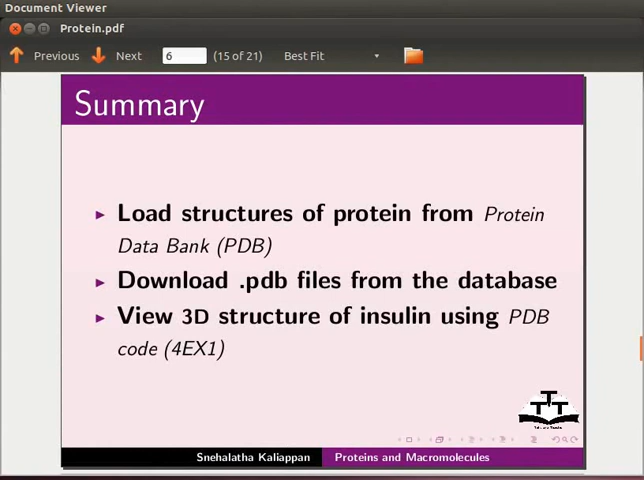 Document Viewer
Protein.pdf
Previous Next 6 (15 of 21) Best Fit
Summary
Load structures of protein from Protein
Data Bank (PDB)
Download .pdb files from the database
View 3D structure of insulin using PDB
code (4EX1)
Snehalatha Kaliappan Proteins and Macromolecules